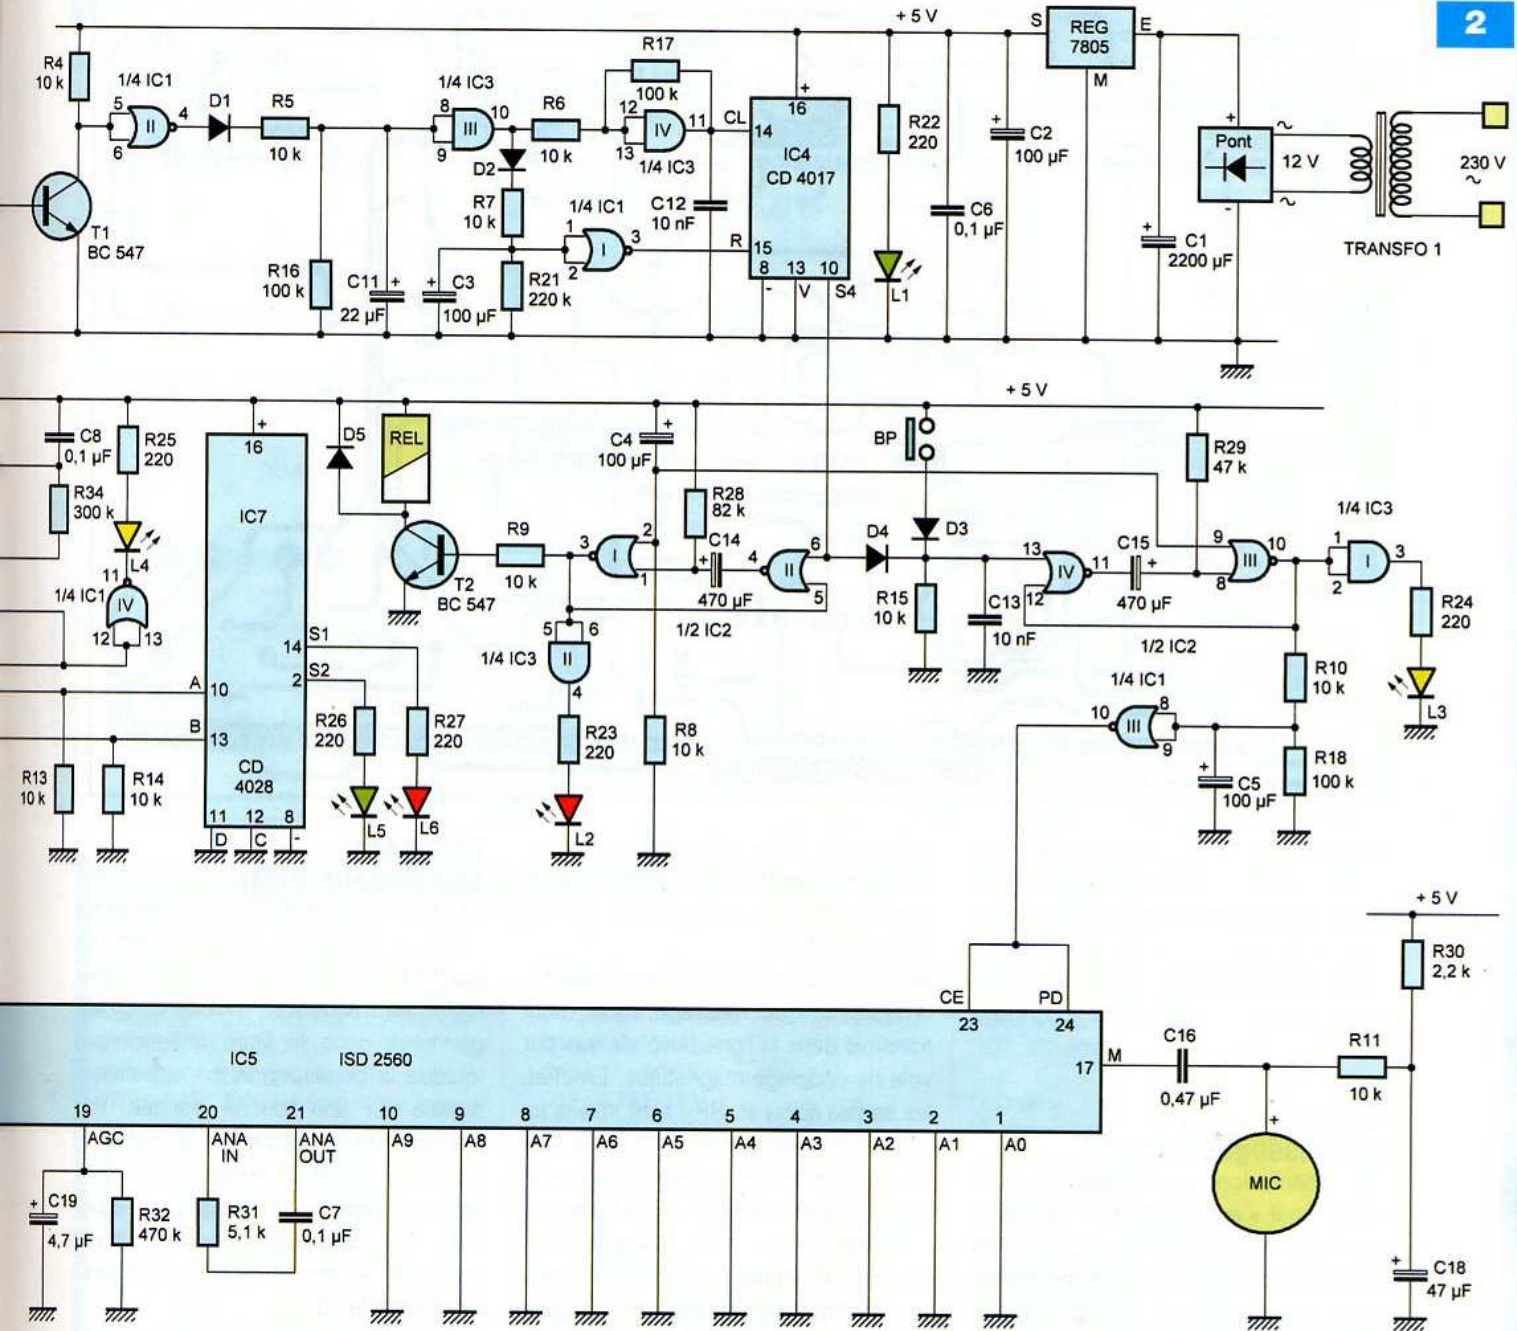 2
+ 5 V
S
REG
7805
E
M
R4
10 k
1/4 IC1
5
II
4
6
D1
R5
10 k
T1
BC 547
R16
100 k
C11
+
22 µF
1/4 IC3
8
III
10
9
D2
R7
10 k
+
C3
100 µF
R21
220 k
R6
10 k
R17
100 k
12
IV
11
13
1/4 IC3
1/4 IC1
1
I
3
2
C12
10 nF
CL
14
+
16
IC4
CD 4017
R
15
8
13
10
-
V
S4
R22
220
L1
C6
0,1 µF
+
C2
100 µF
+
C1
2200 µF
+
Pont
-
~
12 V
~
230 V
~
TRANSFO 1
+ 5 V
C8
0,1 µF
R34
300 k
R25
220
L4
11
1/4 IC1
IV
12
13
+
16
IC7
14
S1
2
S2
A
10
B
13
CD
4028
11
12
8
D
C
-
R13
10 k
R14
10 k
R26
220
R27
220
L5
L6
D5
REL
T2
BC 547
R9
10 k
3
I
2
1
+
C4
100 µF
R28
82 k
C14
+
470 µF
4
II
6
5
1/2 IC2
5
6
1/4 IC3
II
4
R23
220
L2
R8
10 k
BP
D4
D3
R15
10 k
C13
10 nF
13
IV
11
12
C15
+
470 µF
1/2 IC2
R29
47 k
9
III
10
8
1/4 IC3
1
I
3
2
R24
220
L3
R10
10 k
1/4 IC1
10
III
8
9
+
C5
100 µF
R18
100 k
CE
PD
23
24
IC5
ISD 2560
17
M
C16
0,47 µF
+
MIC
R11
10 k
+ 5 V
R30
2,2 k
+
C18
47 µF
19
20
21
10
9
8
7
6
5
4
3
2
1
AGC
ANA
IN
ANA
OUT
A9
A8
A7
A6
A5
A4
A3
A2
A1
A0
+
C19
4,7 µF
R32
470 k
R31
5,1 k
C7
0,1 µF